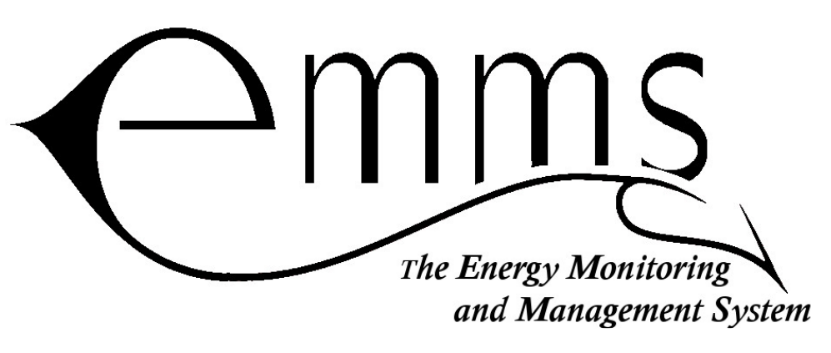 emms
The Energy Monitoring
and Management System